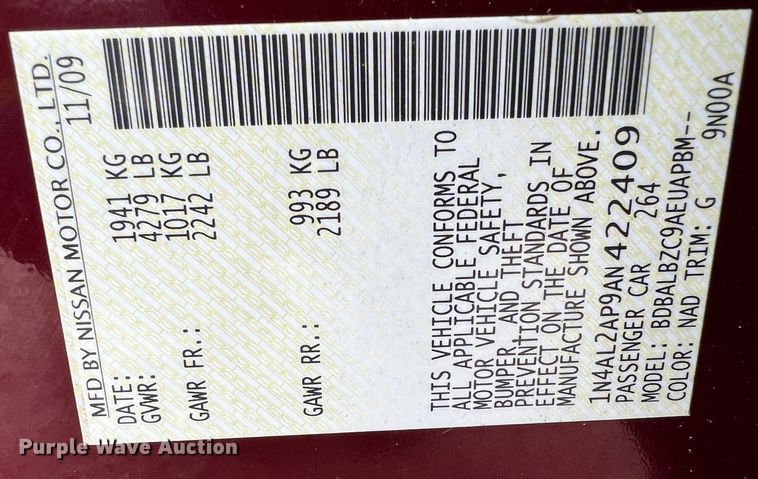 MFD BY NISSAN MOTOR CO., LTD.
DATE: 11/09
GVWR: 1941 KG
4279 LB
GAWR FR.: 1017 KG
2242 LB
GAWR RR.: 993 KG
2189 LB
THIS VEHICLE CONFORMS TO
ALL APPLICABLE FEDERAL
MOTOR VEHICLE SAFETY,
BUMPER, AND THEFT
PREVENTION STANDARDS IN
EFFECT ON THE DATE OF
MANUFACTURE SHOWN ABOVE.
1N4AL2AP9AN422409
PASSENGER CAR 264
MODEL: BDBALBZC9AEUAPBM--
COLOR: NAD TRIM: G 9N00A
Purple Wave Auction